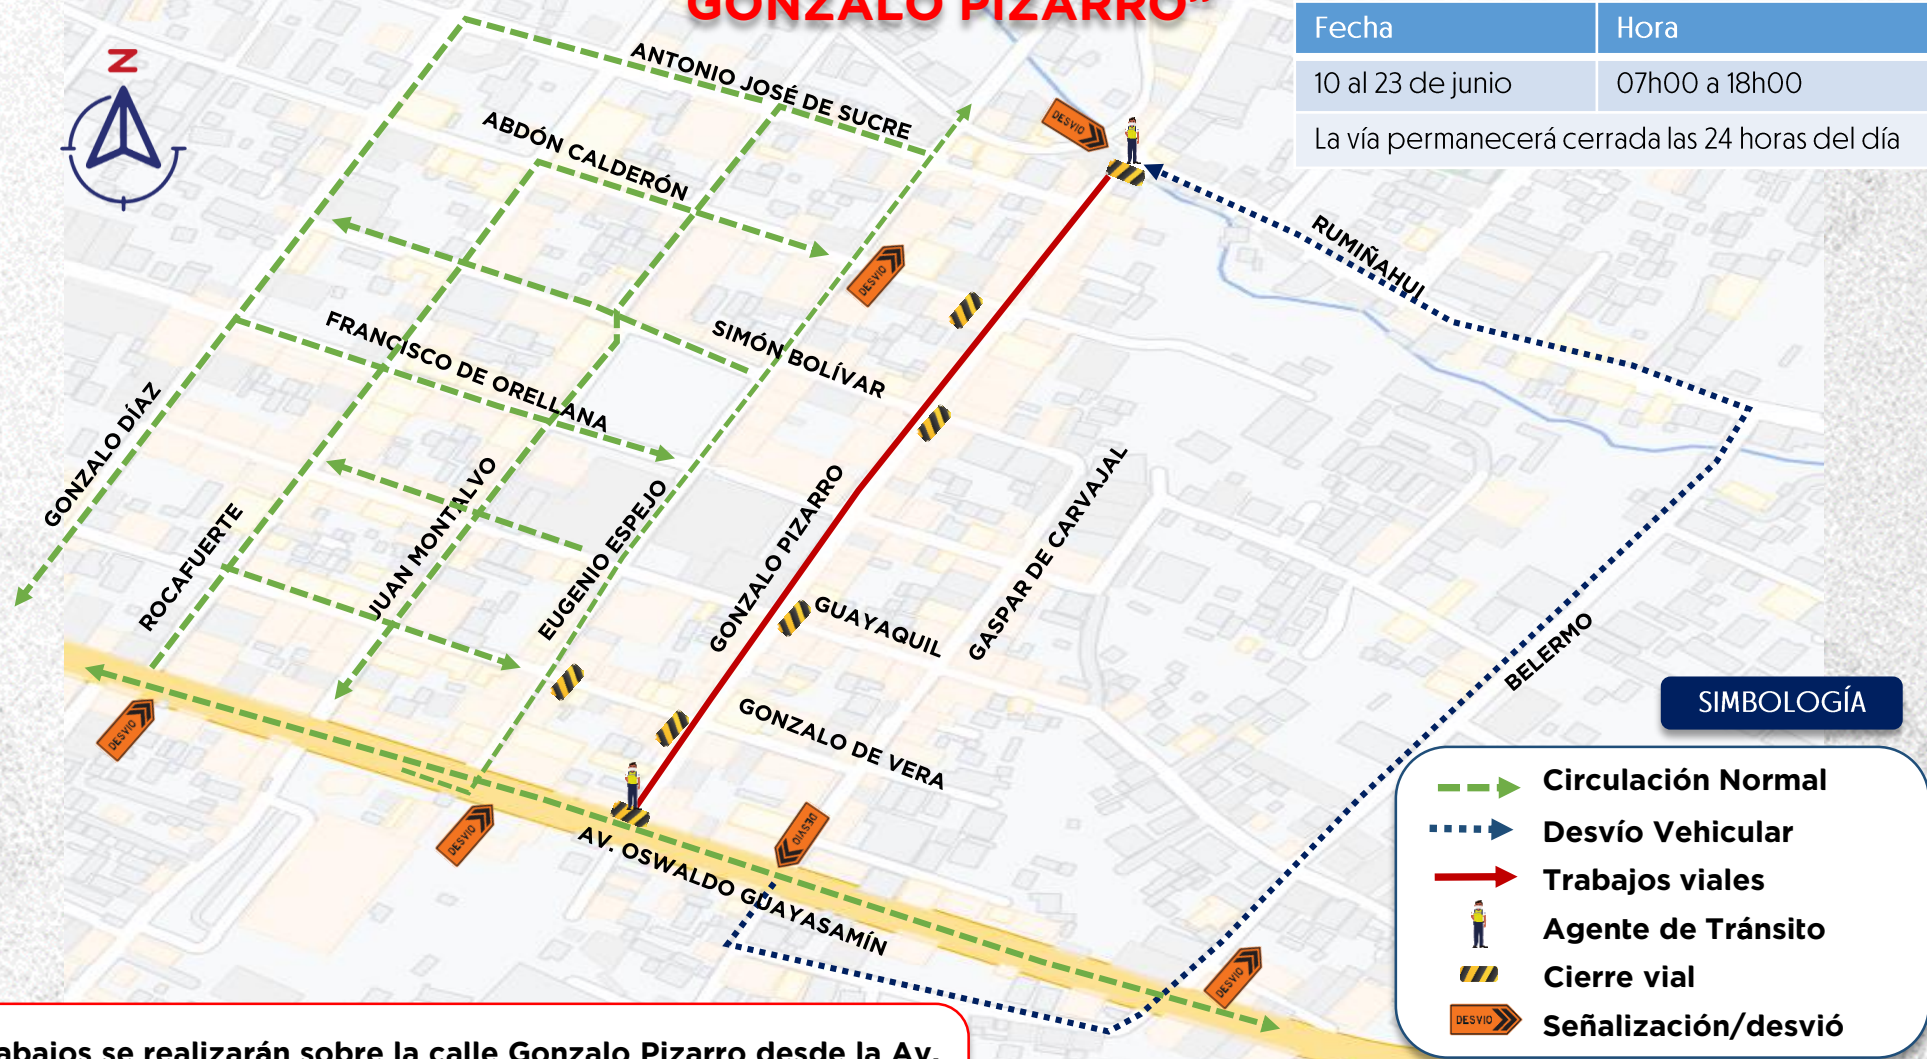 GONZALO PIZARRO”
Fecha
Hora
10 al 23 de junio
07h00 a 18h00
La vía permanecerá cerrada las 24 horas del día
N
ANTONIO JOSÉ DE SUCRE
ABDÓN CALDERÓN
DESVIO
RUMIÑAHUI
DESVIO
SIMÓN BOLÍVAR
FRANCISCO DE ORELLANA
GONZALO DÍAZ
ROCAFUERTE
JUAN MONTALVO
EUGENIO ESPEJO
GONZALO PIZARRO
GASPAR DE CARVAJAL
GUAYAQUIL
BELERMO
GONZALO DE VERA
DESVIO
DESVIO
DESVIO
AV. OSWALDO GUAYASAMÍN
DESVIO
SIMBOLOGÍA
Circulación Normal
Desvío Vehicular
Trabajos viales
Agente de Tránsito
Cierre vial
DESVIO
Señalización/desvió
abajos se realizarán sobre la calle Gonzalo Pizarro desde la Av.